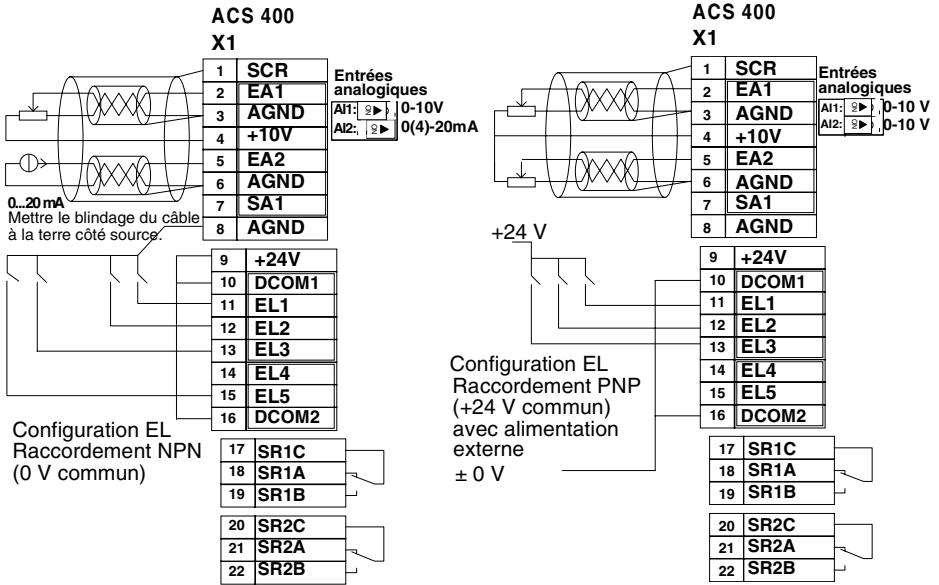 ACS 400
X1
1 SCR
2 EA1
3 AGND
4 +10V
5 EA2
6 AGND
7 SA1
8 AGND
Entrées
analogiques
AI1: 0-10V
AI2: 0(4)-20mA
0...20 mA
Mettre le blindage du câble
à la terre côté source.
9 +24V
10 DCOM1
11 EL1
12 EL2
13 EL3
14 EL4
15 EL5
16 DCOM2
Configuration EL
Raccordement NPN
(0 V commun)
17 SR1C
18 SR1A
19 SR1B
20 SR2C
21 SR2A
22 SR2B
ACS 400
X1
1 SCR
2 EA1
3 AGND
4 +10V
5 EA2
6 AGND
7 SA1
8 AGND
Entrées
analogiques
AI1: 0-10 V
AI2: 0-10 V
+24 V
9 +24V
10 DCOM1
11 EL1
12 EL2
13 EL3
14 EL4
15 EL5
16 DCOM2
Configuration EL
Raccordement PNP
(+24 V commun)
avec alimentation
externe
± 0 V
17 SR1C
18 SR1A
19 SR1B
20 SR2C
21 SR2A
22 SR2B